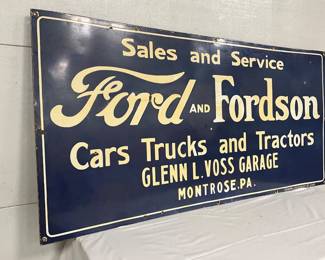 Sales and Service
Ford AND Fordson
Cars Trucks and Tractors
GLENN L. VOSS GARAGE
MONTROSE, PA.